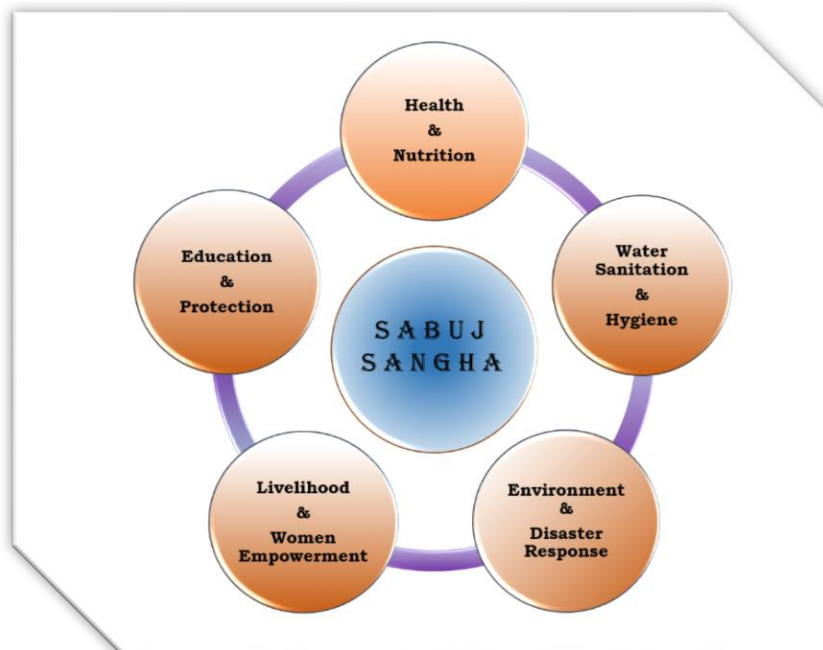 Health
&
Nutrition
Water
Sanitation
&
Hygiene
Environment
&
Disaster
Response
Livelihood
&
Women
Empowerment
Education
&
Protection
SABUJ
SANGHA